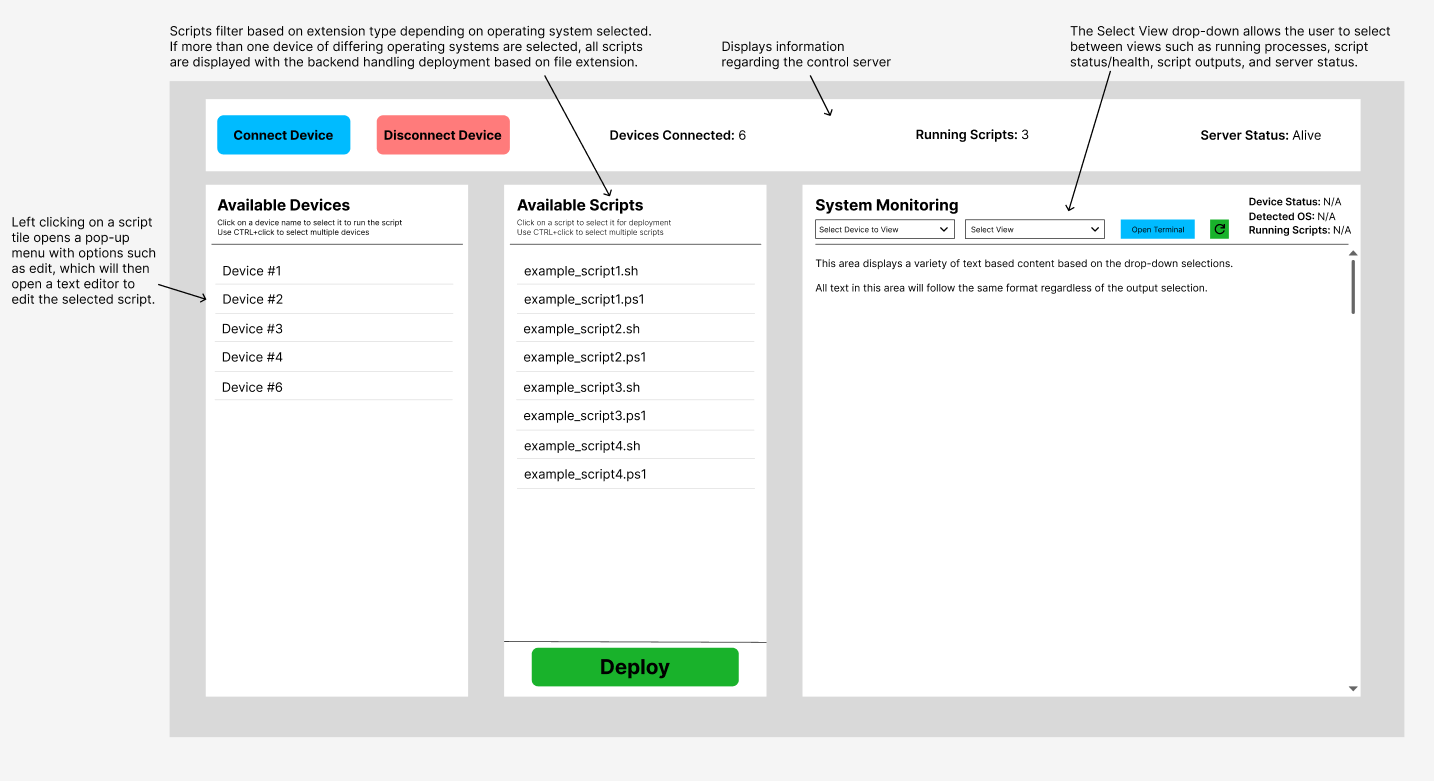 Scripts filter based on extension type depending on operating system selected.
If more than one device of differing operating systems are selected, all scripts
are displayed with the backend handling deployment based on file extension.
Displays information
regarding the control server
The Select View drop-down allows the user to select
between views such as running processes, script
status/health, script outputs, and server status.
Connect Device
Disconnect Device
Devices Connected: 6
Running Scripts: 3
Server Status: Alive
Left clicking on a script
tile opens a pop-up
menu with options such
as edit, which will then
open a text editor to
edit the selected script.
Available Devices
Click on a device name to select it to run the script
Use CTRL+click to select multiple devices
Device #1
Device #2
Device #3
Device #4
Device #6
Available Scripts
Click on a script to select it for deployment
Use CTRL+click to select multiple scripts
example_script1.sh
example_script1.ps1
example_script2.sh
example_script2.ps1
example_script3.sh
example_script3.ps1
example_script4.sh
example_script4.ps1
Deploy
System Monitoring
Select Device to View
Select View
Open Terminal
Device Status: N/A
Detected OS: N/A
Running Scripts: N/A
This area displays a variety of text based content based on the drop-down selections.
All text in this area will follow the same format regardless of the output selection.